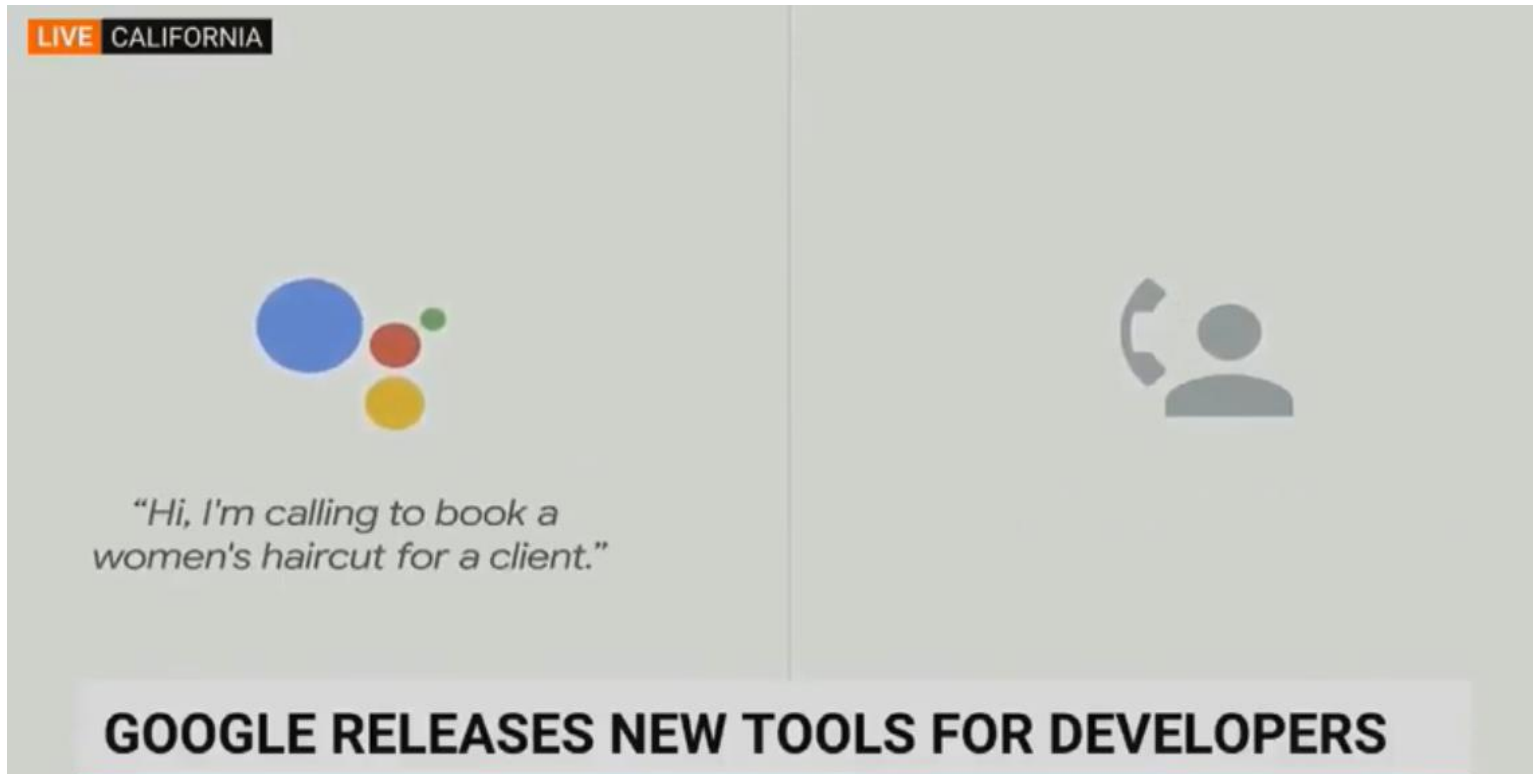 LIVE CALIFORNIA
“Hi, I'm calling to book a
women's haircut for a client.”
GOOGLE RELEASES NEW TOOLS FOR DEVELOPERS